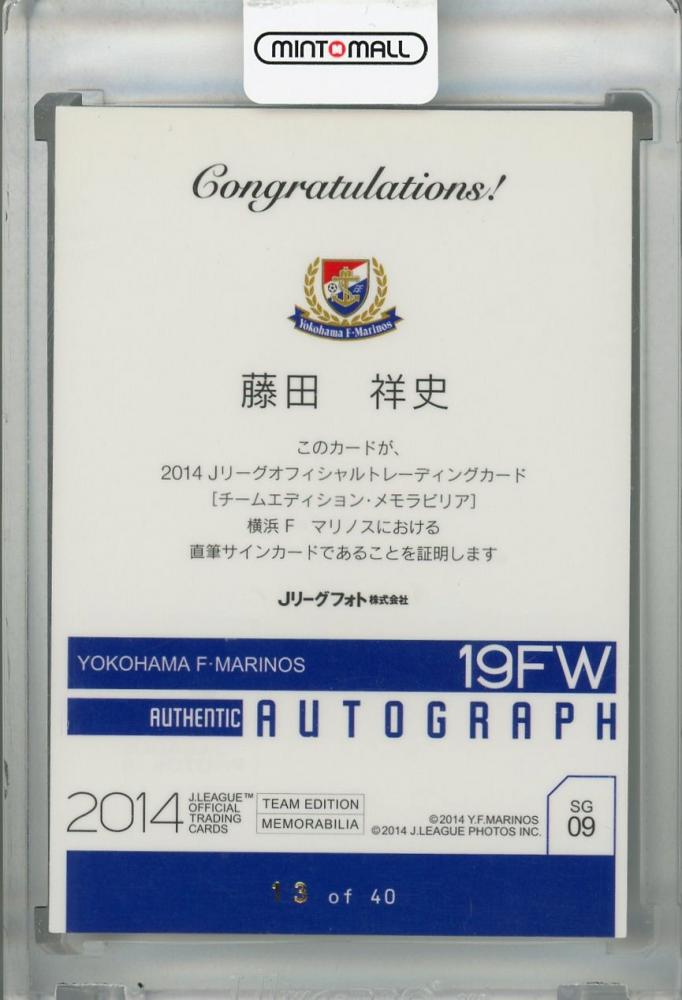 MINTOMALL
Congratulations!
Yokohama F·Marinos
藤田　祥史
このカードが、
2014 Jリーグオフィシャルトレーディングカード
［チームエディション・メモラビリア］
横浜 F　マリノスにおける
直筆サインカードであることを証明します
Jリーグフォト株式会社
YOKOHAMA F·MARINOS 19FW
AUTHENTIC AUTOGRAPH
2014 J.LEAGUE™
OFFICIAL
TRADING
CARDS
TEAM EDITION
MEMORABILIA
©2014 Y.F.MARINOS
©2014 J.LEAGUE PHOTOS INC.
SG
09
13 of 40